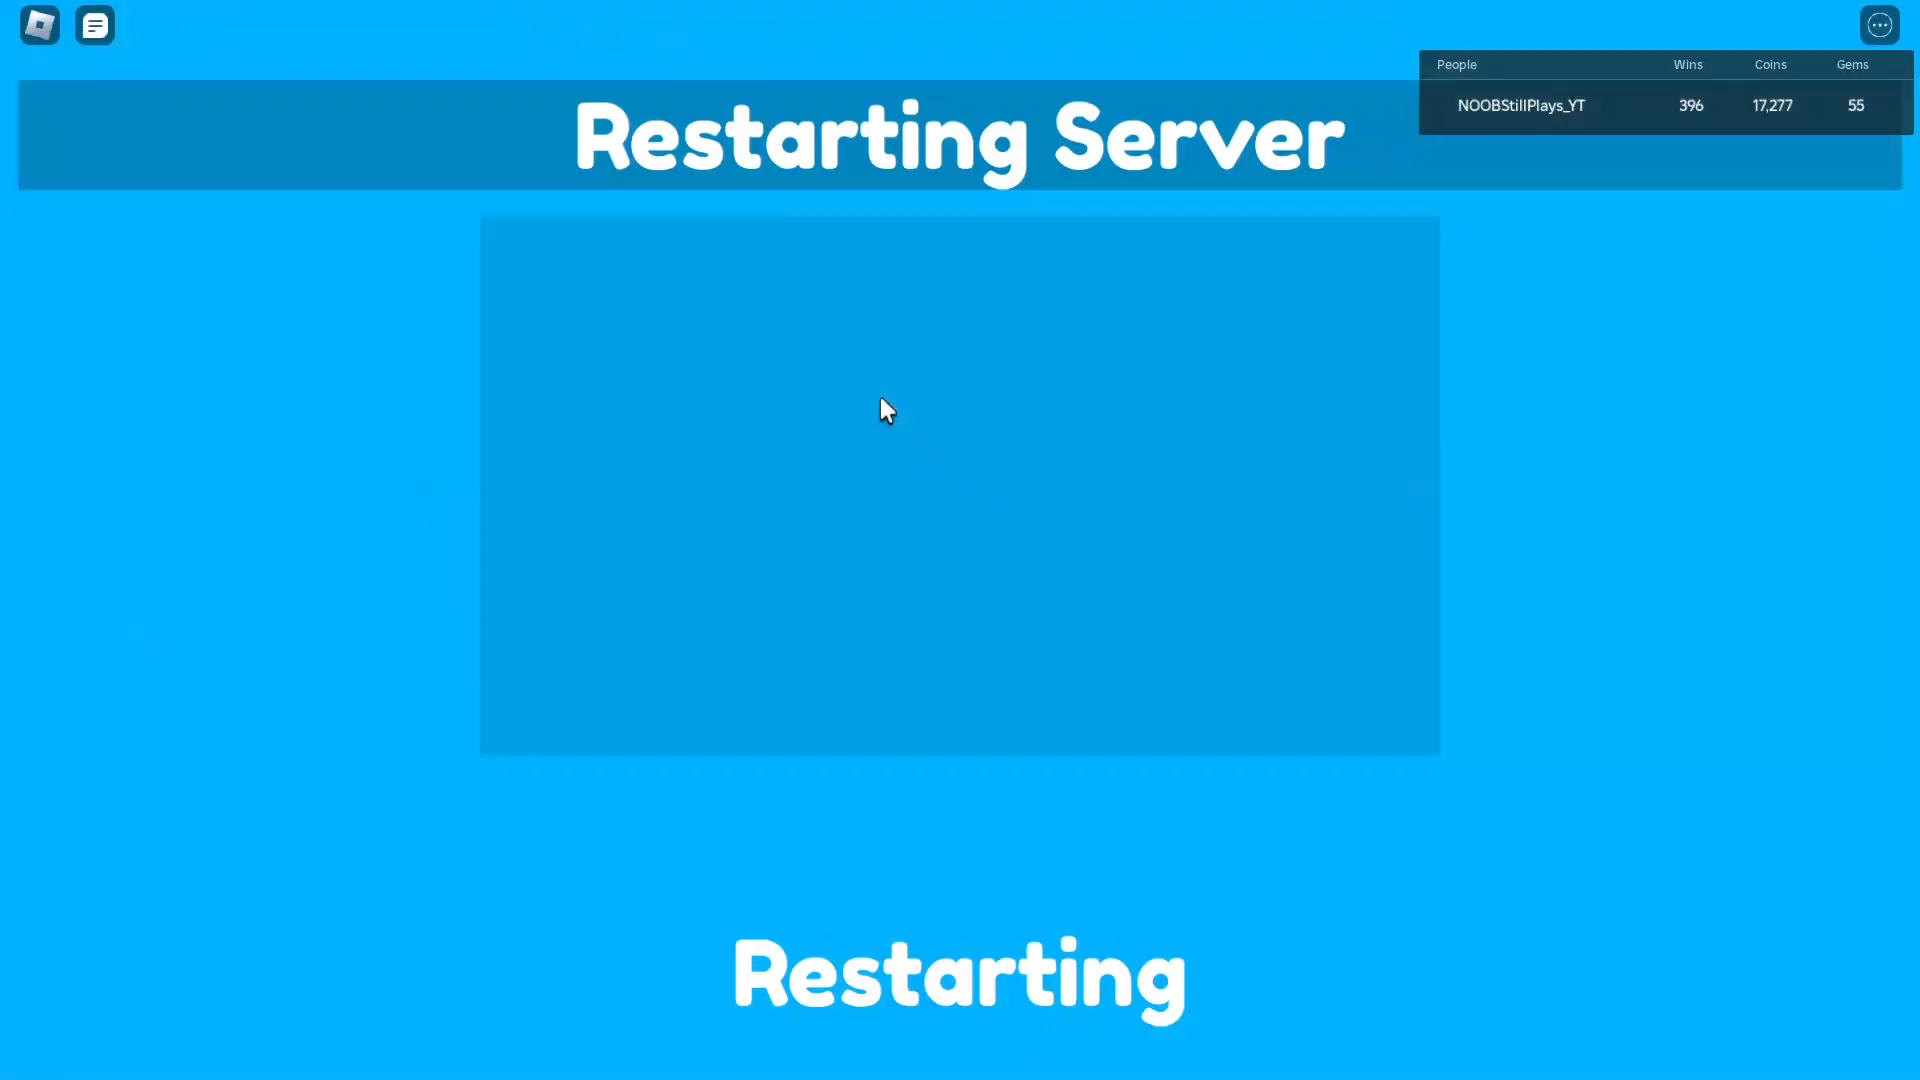 People Wins Coins Gems
NOOBStillPlays_YT 396 17,277 55
Restarting Server
Restarting